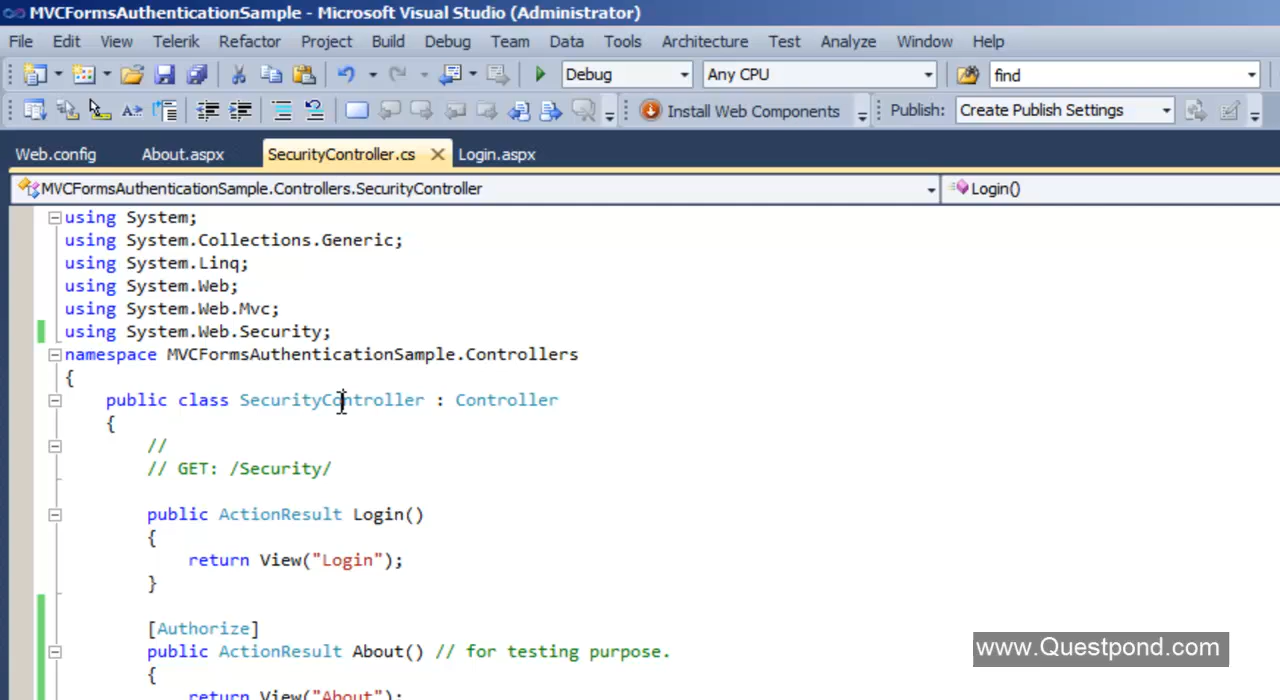 MVCFormsAuthenticationSample - Microsoft Visual Studio (Administrator)
File Edit View Telerik Refactor Project Build Debug Team Data Tools Architecture Test Analyze Window Help
Debug Any CPU find
Install Web Components Publish: Create Publish Settings
Web.config About.aspx SecurityController.cs Login.aspx
MVCFormsAuthenticationSample.Controllers.SecurityController Login()
using System;
using System.Collections.Generic;
using System.Linq;
using System.Web;
using System.Web.Mvc;
using System.Web.Security;
namespace MVCFormsAuthenticationSample.Controllers
{
public class SecurityController : Controller
{
//
// GET: /Security/
public ActionResult Login()
{
return View("Login");
}
[Authorize]
public ActionResult About() // for testing purpose.
{
return View("About");
www.Questpond.com